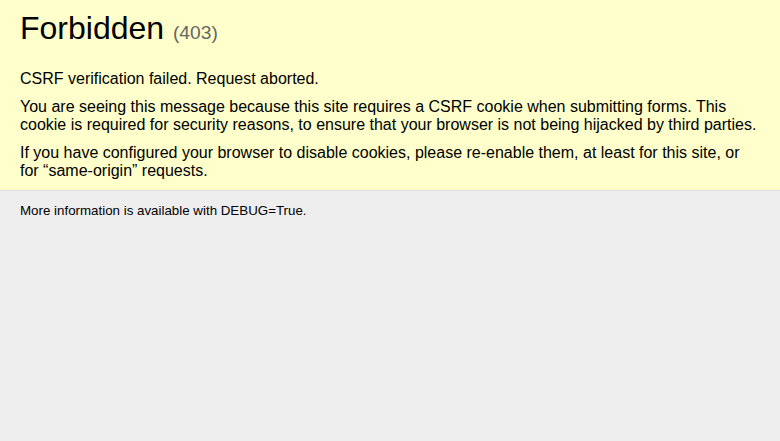 Forbidden (403)
CSRF verification failed. Request aborted.
You are seeing this message because this site requires a CSRF cookie when submitting forms. This
cookie is required for security reasons, to ensure that your browser is not being hijacked by third parties.
If you have configured your browser to disable cookies, please re-enable them, at least for this site, or
for “same-origin” requests.
More information is available with DEBUG=True.